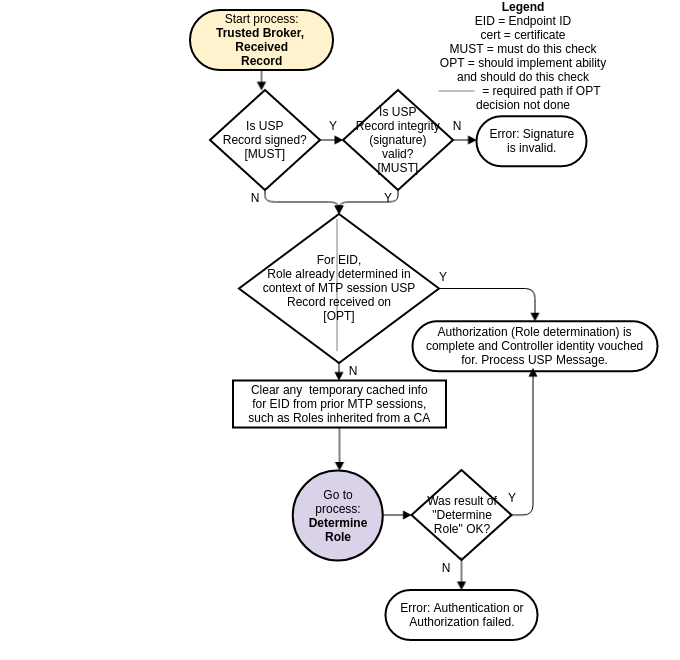 Start process:
Trusted Broker,
Received
Record
Legend
EID = Endpoint ID
cert = certificate
MUST = must do this check
OPT = should implement ability
and should do this check
= required path if OPT
decision not done
Is USP
Record signed?
[MUST]
Y
Is USP
Record integrity
(signature)
valid?
[MUST]
N
Error: Signature
is invalid.
N
Y
For EID,
Role already determined in
context of MTP session USP
Record received on
[OPT]
Y
Authorization (Role determination) is
complete and Controller identity vouched
for. Process USP Message.
N
Clear any  temporary cached info
for EID from prior MTP sessions,
such as Roles inherited from a CA
Go to
process:
Determine
Role
Was result of
"Determine
Role" OK?
Y
N
Error: Authentication or
Authorization failed.